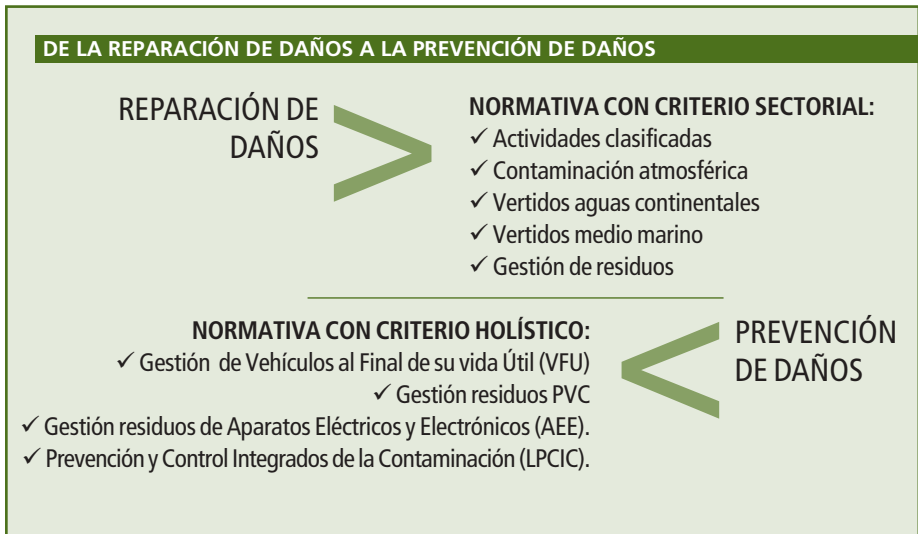 DE LA REPARACIÓN DE DAÑOS A LA PREVENCIÓN DE DAÑOS
REPARACIÓN DE
DAÑOS
NORMATIVA CON CRITERIO SECTORIAL:
✓ Actividades clasificadas
✓ Contaminación atmosférica
✓ Vertidos aguas continentales
✓ Vertidos medio marino
✓ Gestión de residuos
NORMATIVA CON CRITERIO HOLÍSTICO:
✓ Gestión de Vehículos al Final de su vida Útil (VFU)
✓ Gestión residuos PVC
✓ Gestión residuos de Aparatos Eléctricos y Electrónicos (AEE).
✓ Prevención y Control Integrados de la Contaminación (LPCIC).
PREVENCIÓN
DE DAÑOS